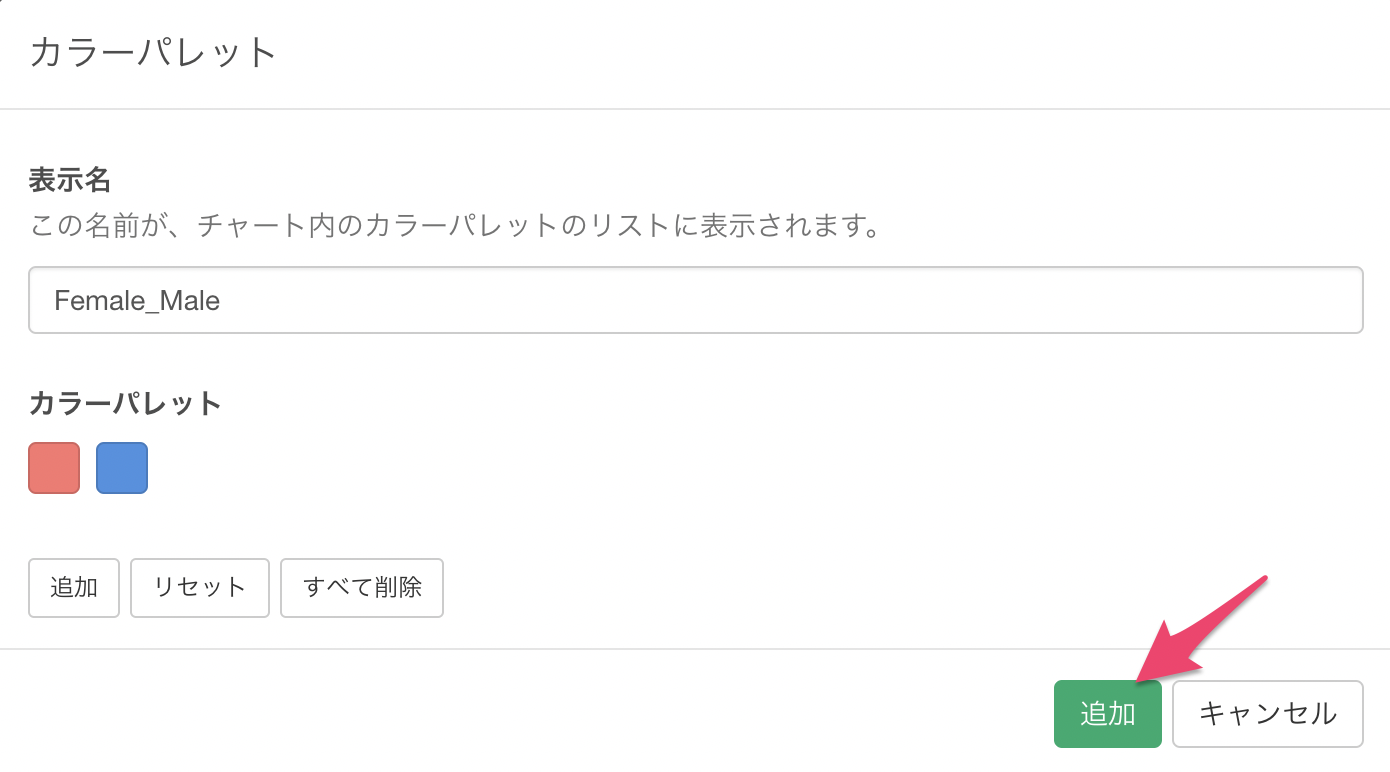 カラーパレット
表示名
この名前が、チャート内のカラーパレットのリストに表示されます。
Female_Male
カラーパレット
追加 リセット すべて削除
追加 キャンセル